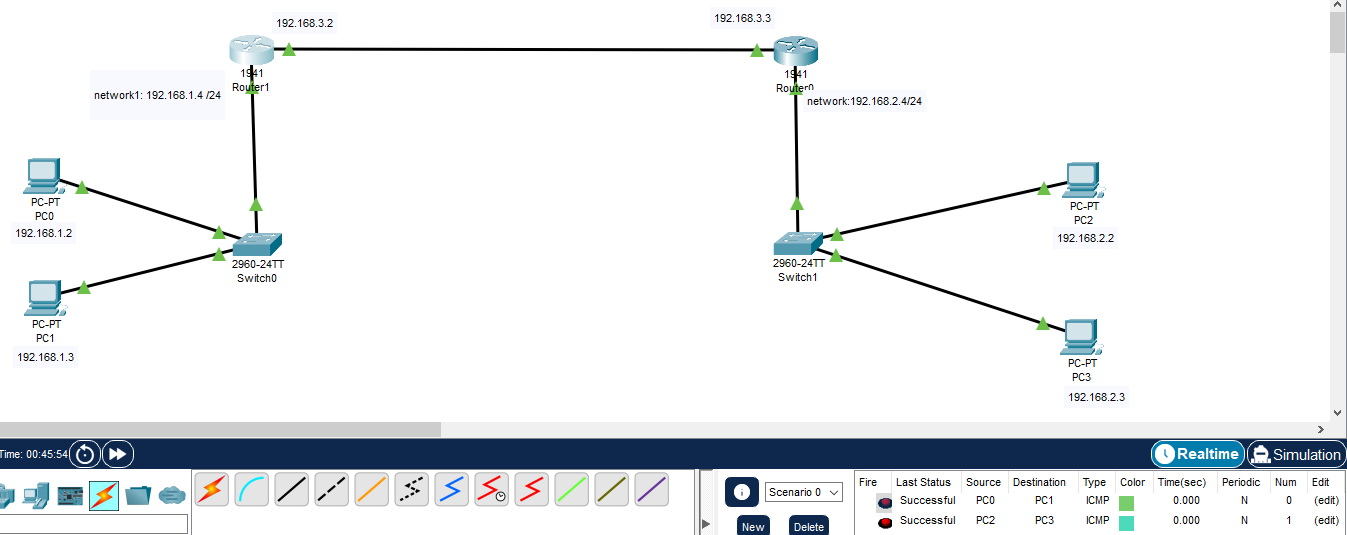 192.168.3.2
192.168.3.3
1941
Router1
1941
Router0
network1: 192.168.1.4 /24
network:192.168.2.4/24
PC-PT
PC0
192.168.1.2
PC-PT
PC2
192.168.2.2
2960-24TT
Switch0
2960-24TT
Switch1
PC-PT
PC1
192.168.1.3
PC-PT
PC3
192.168.2.3
Time: 00:45:54
Realtime
Simulation
Scenario 0
New
Delete
Fire Last Status Source Destination Type Color Time(sec) Periodic Num Edit
Successful PC0 PC1 ICMP 0.000 N 0 (edit)
Successful PC2 PC3 ICMP 0.000 N 1 (edit)